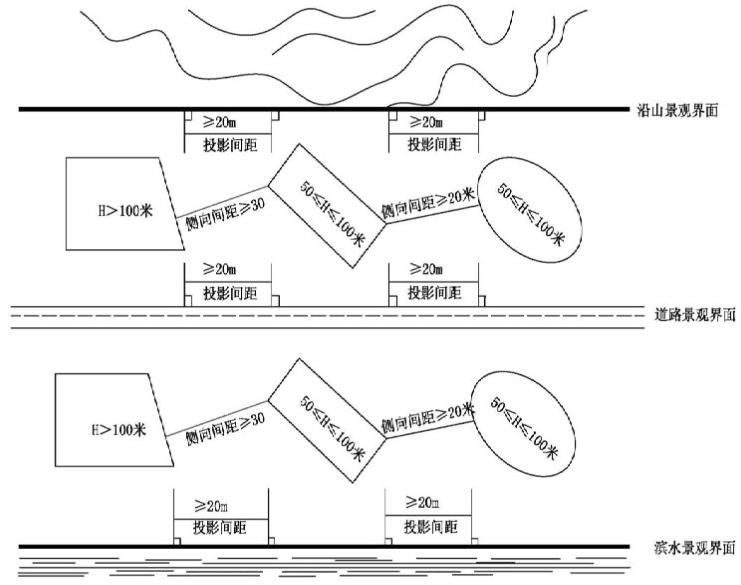 沿山景观界面
≥20m
投影间距
≥20m
投影间距
H>100米
侧向间距≥30
50≤H≤100米
侧向间距≥20米
50≤H≤100米
≥20m
投影间距
≥20m
投影间距
道路景观界面
H>100米
侧向间距≥30
50≤H≤100米
侧向间距≥20米
50≤H≤100米
≥20m
投影间距
≥20m
投影间距
滨水景观界面